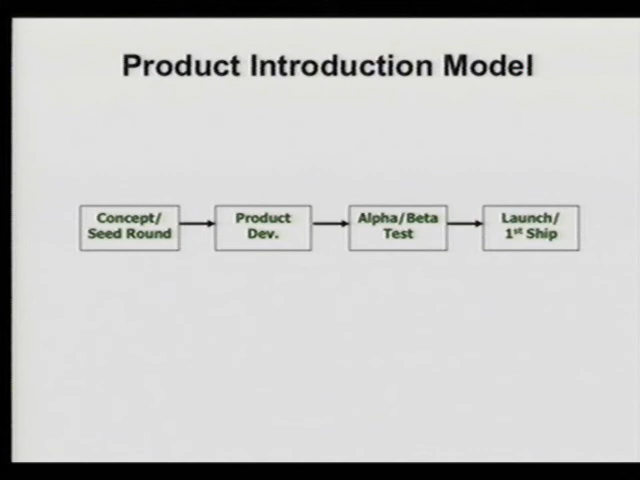 Product Introduction Model
Concept/
Seed Round
Product
Dev.
Alpha/Beta
Test
Launch/
1st Ship